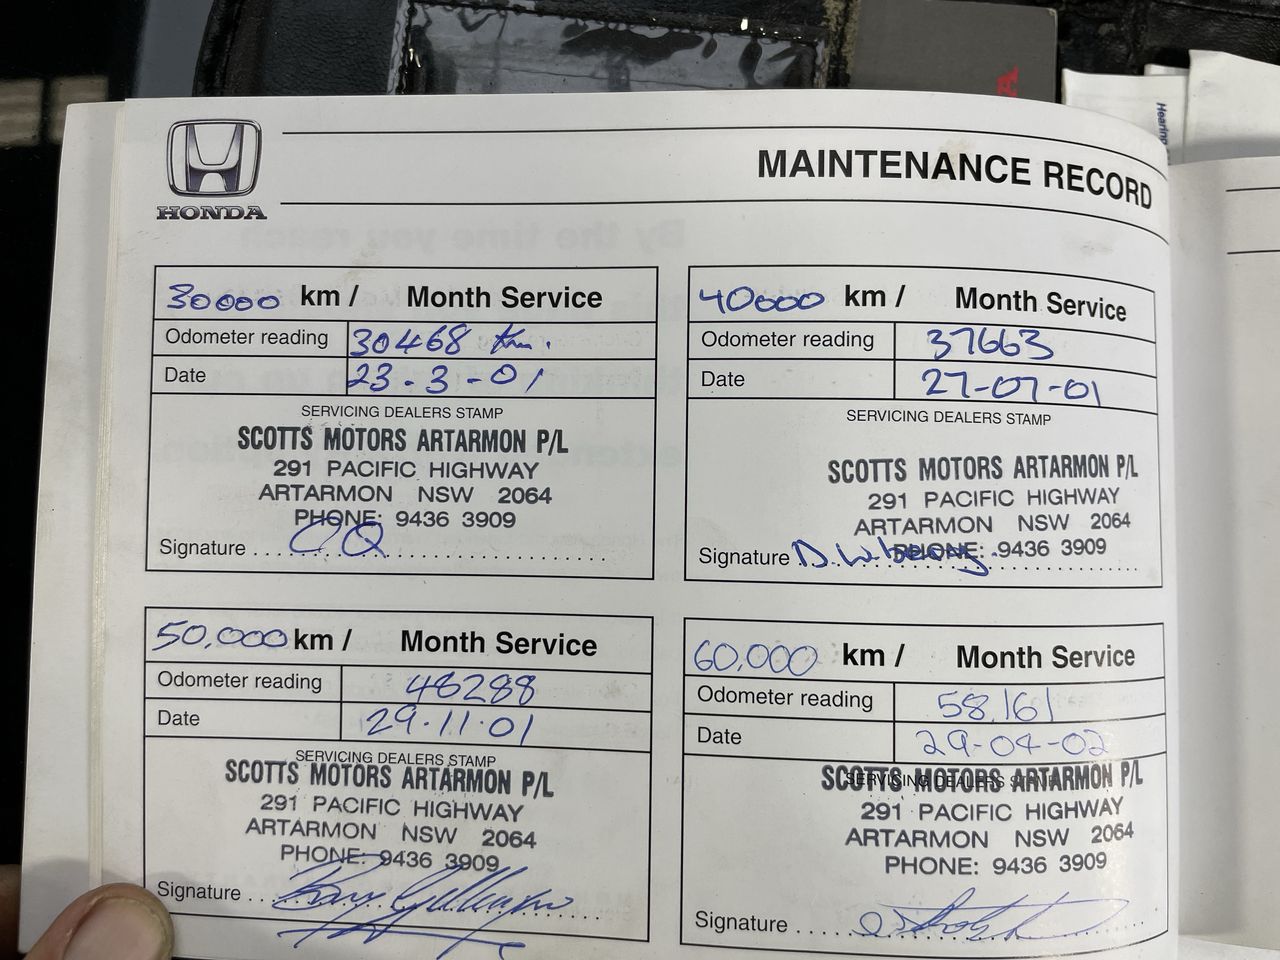 Hearing
HONDA
MAINTENANCE RECORD
30000 km / Month Service
Odometer reading 30468 km.
Date 23-3-01
SERVICING DEALERS STAMP
SCOTTS MOTORS ARTARMON P/L
291 PACIFIC HIGHWAY
ARTARMON NSW 2064
PHONE: 9436 3909
Signature
40000 km / Month Service
Odometer reading 37663
Date 27-07-01
SERVICING DEALERS STAMP
SCOTTS MOTORS ARTARMON P/L
291 PACIFIC HIGHWAY
ARTARMON NSW 2064
PHONE: 9436 3909
Signature
50,000 km / Month Service
Odometer reading 48288
Date 29.11.01
SERVICING DEALERS STAMP
SCOTTS MOTORS ARTARMON P/L
291 PACIFIC HIGHWAY
ARTARMON NSW 2064
PHONE: 9436 3909
Signature
60,000 km / Month Service
Odometer reading 58,161
Date 29-04-02
SERVICING DEALERS STAMP
SCOTTS MOTORS ARTARMON P/L
291 PACIFIC HIGHWAY
ARTARMON NSW 2064
PHONE: 9436 3909
Signature